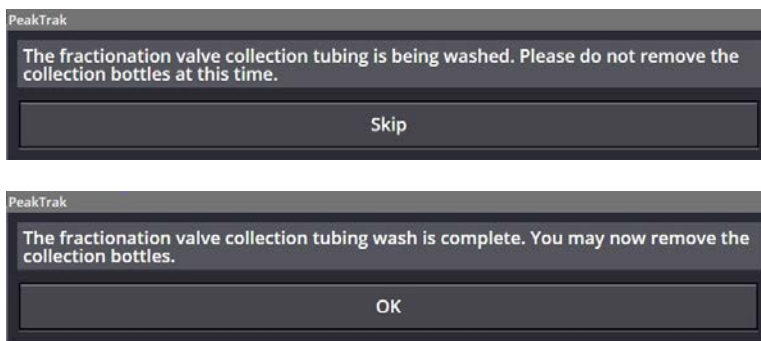 PeakTrak
The fractionation valve collection tubing is being washed. Please do not remove the
collection bottles at this time.
Skip
PeakTrak
The fractionation valve collection tubing wash is complete. You may now remove the
collection bottles.
OK